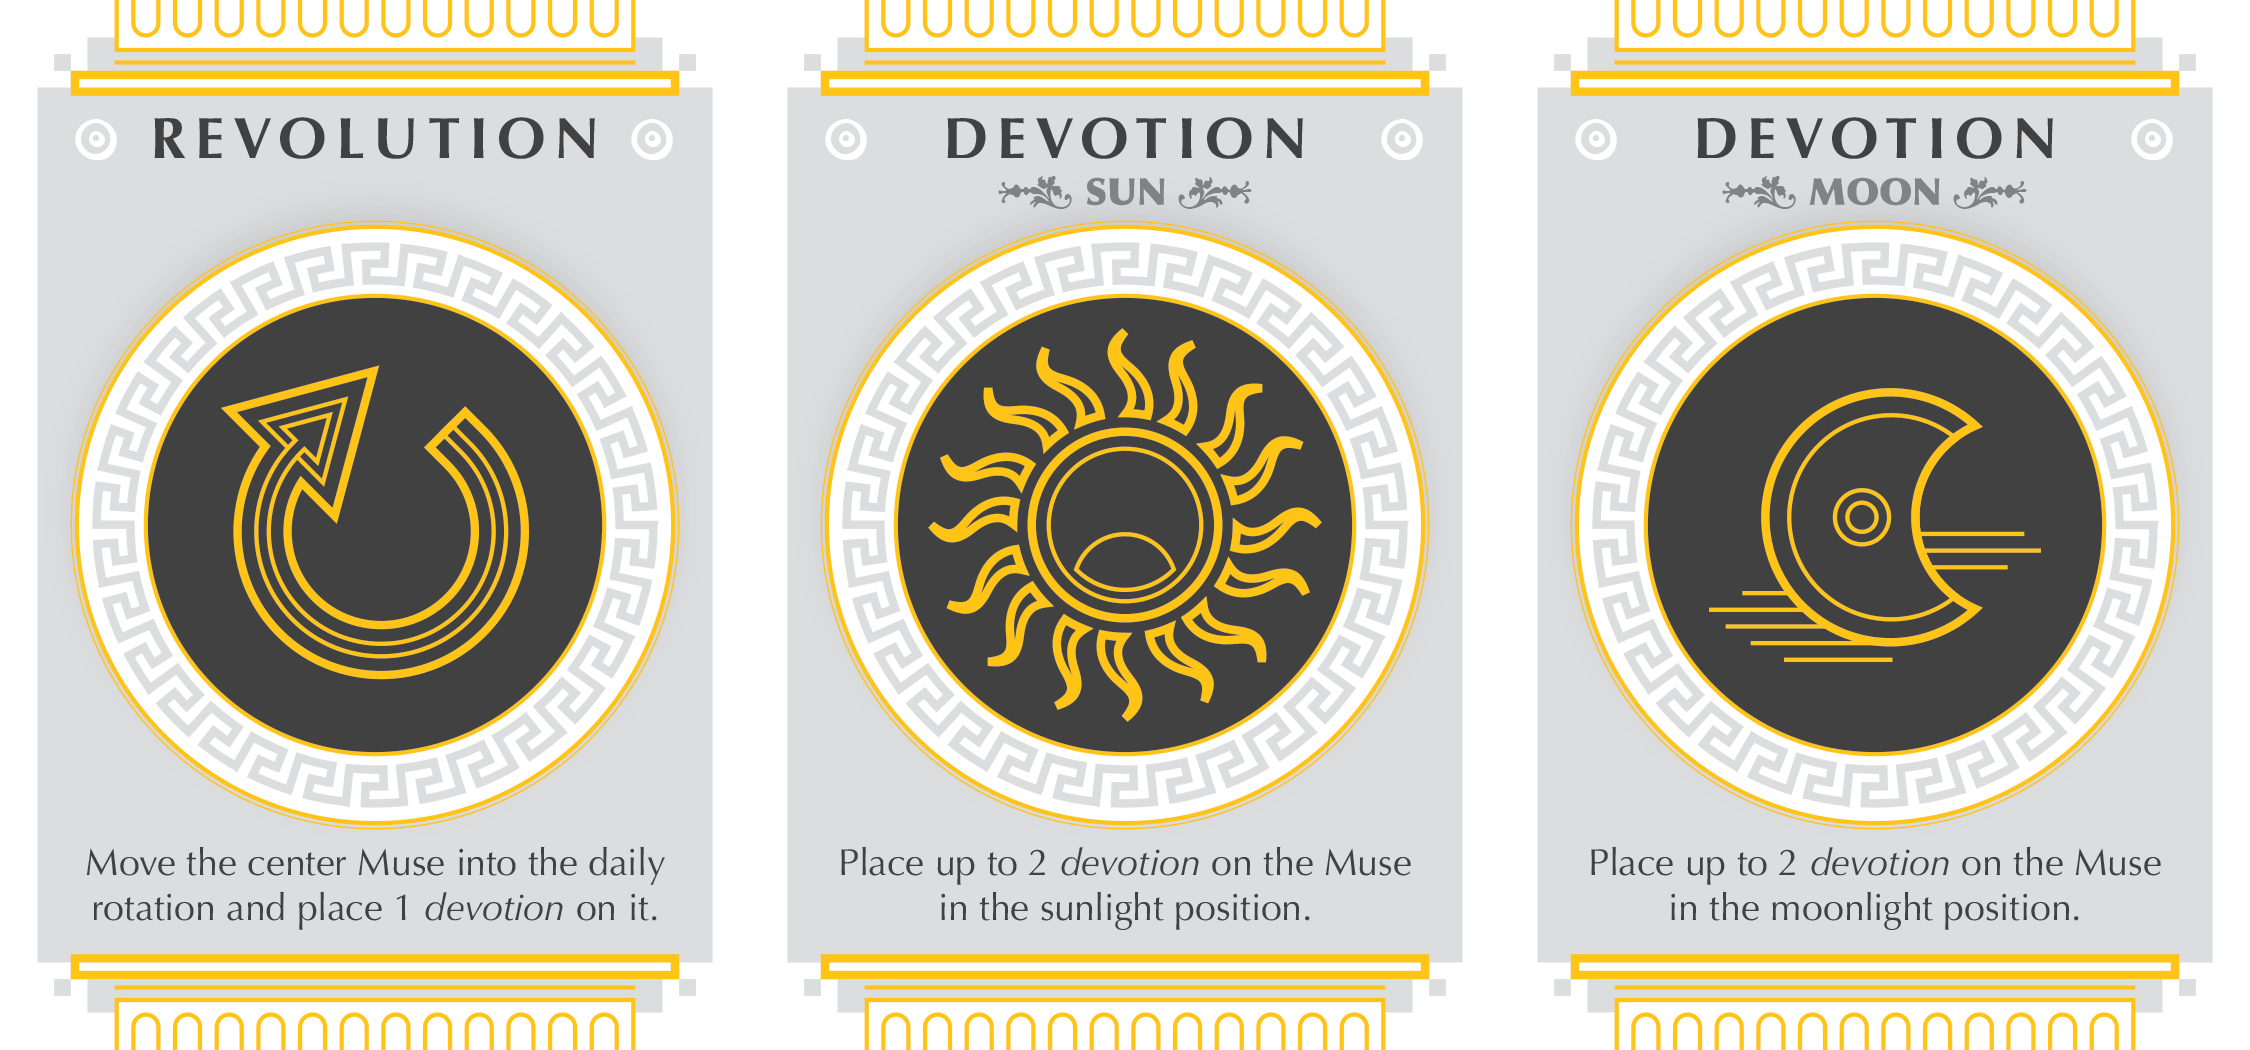 REVOLUTION
Move the center Muse into the daily
rotation and place 1 devotion on it.
DEVOTION
SUN
Place up to 2 devotion on the Muse
in the sunlight position.
DEVOTION
MOON
Place up to 2 devotion on the Muse
in the moonlight position.